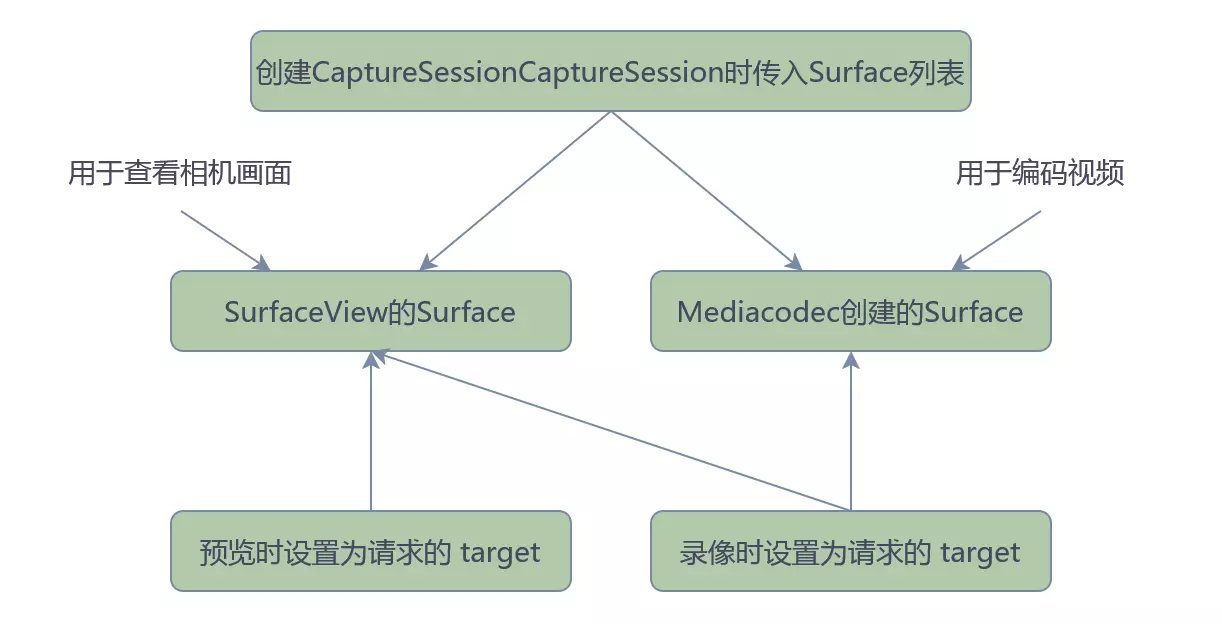 创建CaptureSessionCaptureSession时传入Surface列表
用于查看相机画面
用于编码视频
SurfaceView的Surface
Mediacodec创建的Surface
预览时设置为请求的 target
录像时设置为请求的 target